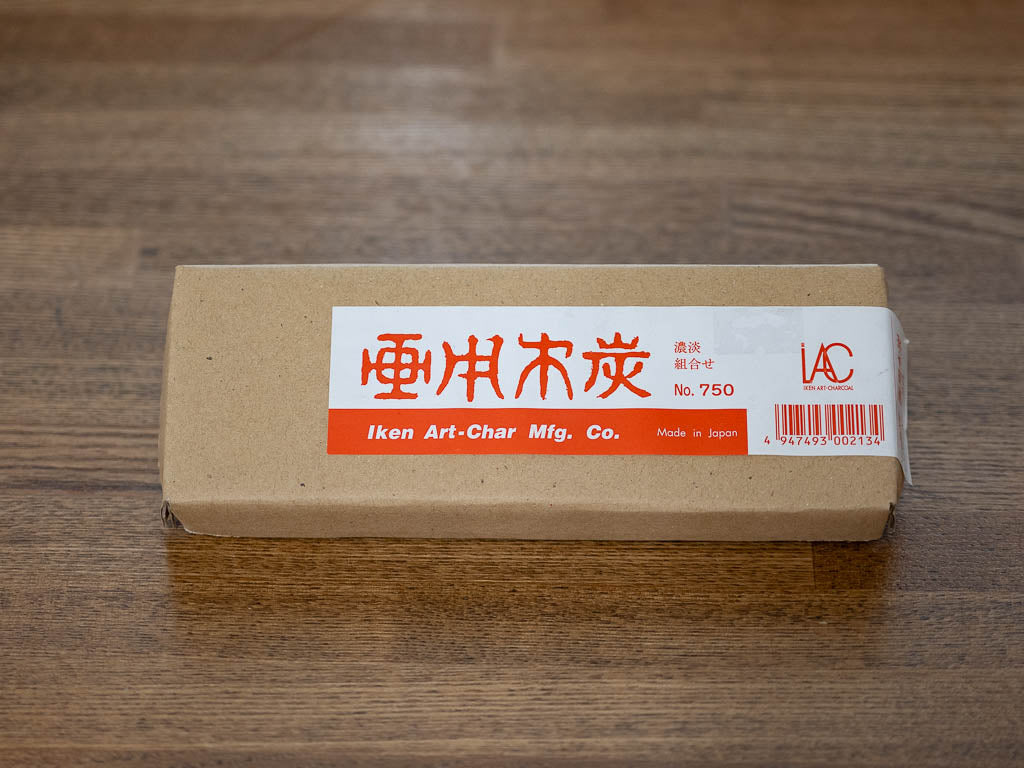 画用木炭
濃淡
組合せ
No. 750
Iken Art-Char Mfg. Co.
Made in Japan
iAC
IKEN ART-CHARCOAL
4 947493 002134